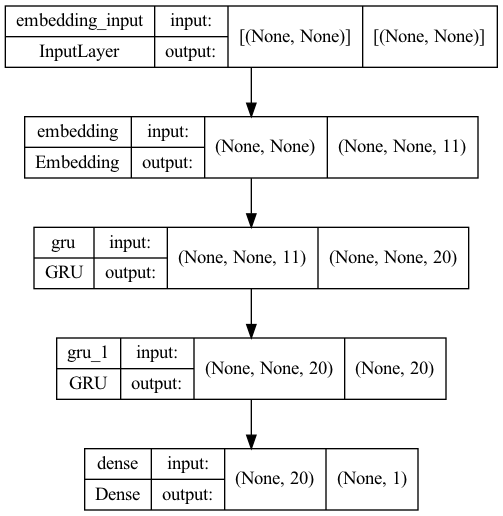 embedding_input input: [(None, None)] [(None, None)]
InputLayer output:
embedding input: (None, None) (None, None, 11)
Embedding output:
gru input: (None, None, 11) (None, None, 20)
GRU output:
gru_1 input: (None, None, 20) (None, 20)
GRU output:
dense input: (None, 20) (None, 1)
Dense output: